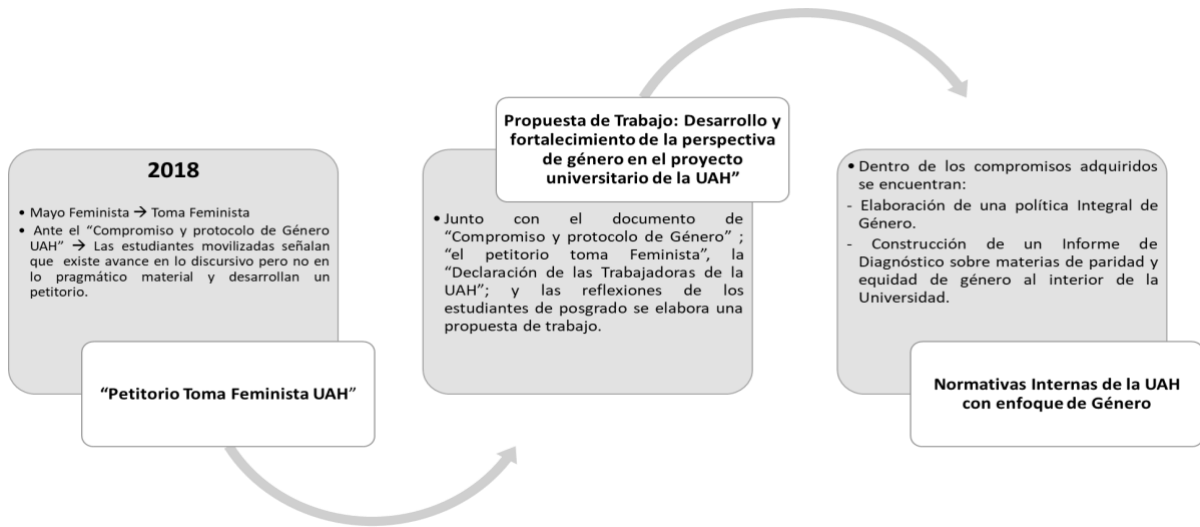 2018
• Mayo Feminista → Toma Feminista
• Ante el “Compromiso y protocolo de Género
UAH” → Las estudiantes movilizadas señalan
que existe avance en lo discursivo pero no en
lo pragmático material y desarrollan un
petitorio.
“Petitorio Toma Feminista UAH”
Propuesta de Trabajo: Desarrollo y
fortalecimiento de la perspectiva
de género en el proyecto
universitario de la UAH”
• Junto con el documento de
“Compromiso y protocolo de Género” ;
“el petitorio toma Feminista”, la
“Declaración de las Trabajadoras de la
UAH”; y las reflexiones de los
estudiantes de posgrado se elabora una
propuesta de trabajo.
• Dentro de los compromisos adquiridos
se encuentran:
- Elaboración de una política Integral de
Género.
- Construcción de un Informe de
Diagnóstico sobre materias de paridad y
equidad de género al interior de la
Universidad.
Normativas Internas de la UAH
con enfoque de Género